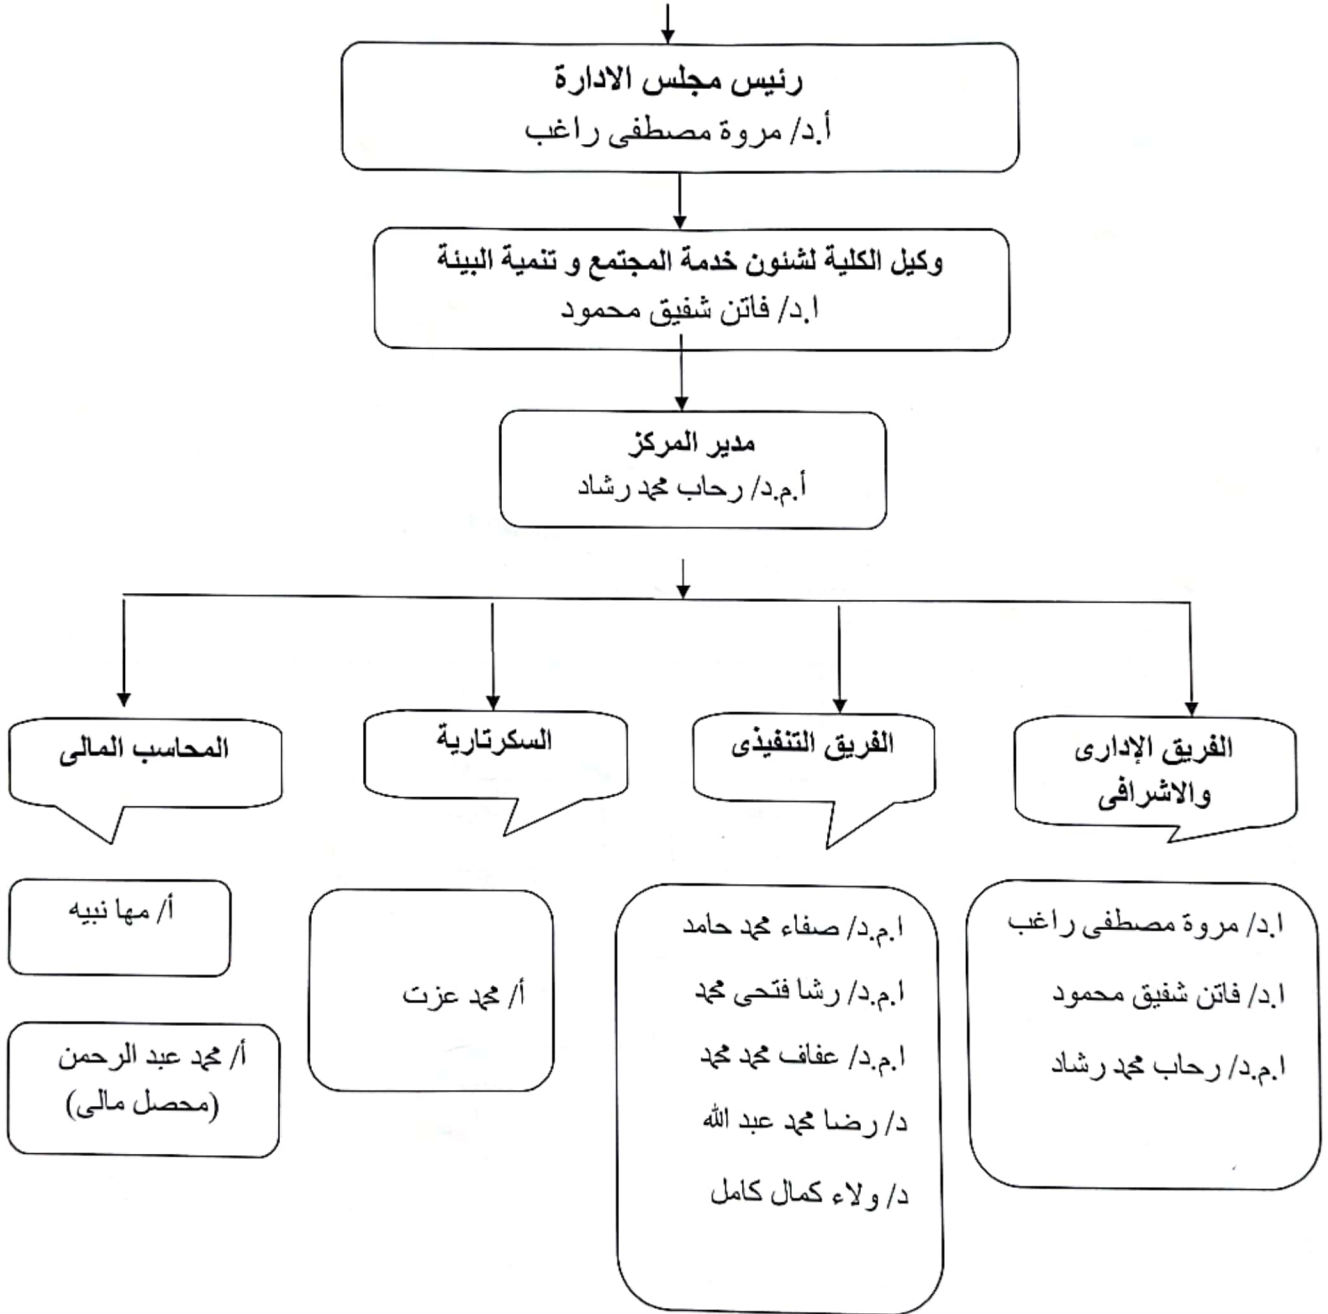 رئيس مجلس الادارة
أ.د/ مروة مصطفى راغب
وكيل الكلية لشئون خدمة المجتمع و تنمية البيئة
ا.د/ فاتن شفيق محمود
مدير المركز
أ.م.د/ رحاب محمد رشاد
الفريق الإدارى
والاشرافى
ا.د/ مروة مصطفى راغب
ا.د/ فاتن شفيق محمود
ا.م.د/ رحاب محمد رشاد
الفريق التنفيذى
ا.م.د/ صفاء محمد حامد
ا.م.د/ رشا فتحى محمد
ا.م.د/ عفاف محمد محمد
د/ رضا محمد عبد الله
د/ ولاء كمال كامل
السكرتارية
أ/ محمد عزت
المحاسب المالى
أ/ مها نبيه
أ/ محمد عبد الرحمن
(محصل مالى)